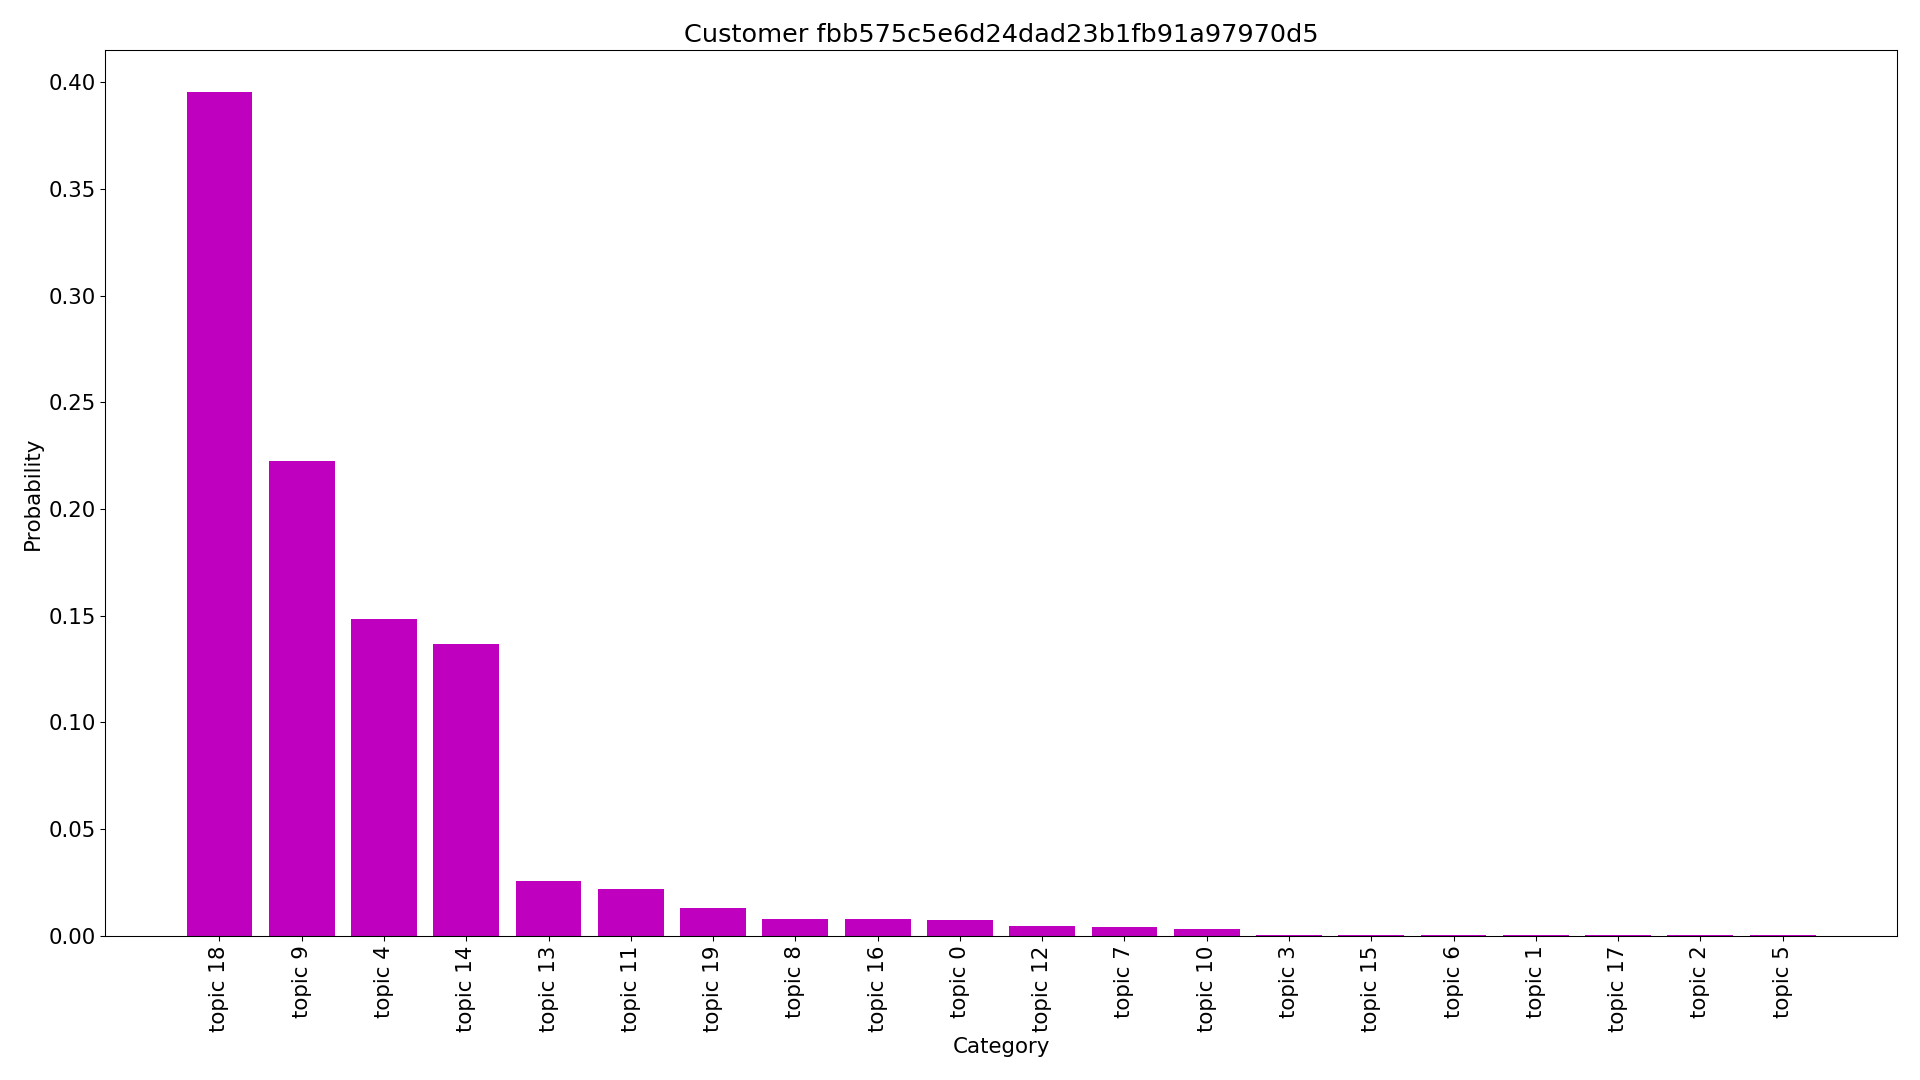 Customer fbb575c5e6d24dad23b1fb91a97970d5
Probability
0.40
0.35
0.30
0.25
0.20
0.15
0.10
0.05
0.00
topic 18
topic 9
topic 4
topic 14
topic 13
topic 11
topic 19
topic 8
topic 16
topic 0
topic 12
topic 7
topic 10
topic 3
topic 15
topic 6
topic 1
topic 17
topic 2
topic 5
Category